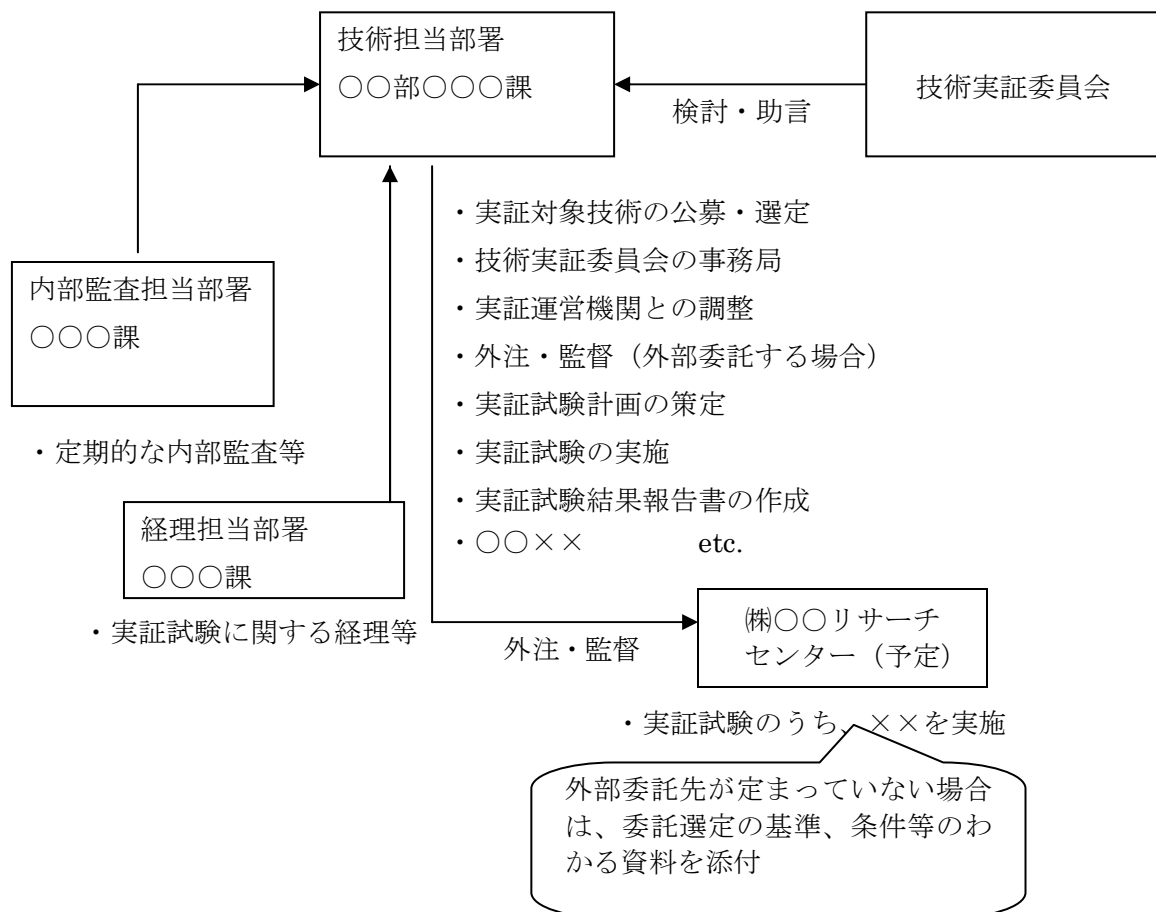 技術担当部署
○○部○○○課
検討・助言
技術実証委員会
・実証対象技術の公募・選定
・技術実証委員会の事務局
・実証運営機関との調整
・外注・監督（外部委託する場合）
・実証試験計画の策定
・実証試験の実施
・実証試験結果報告書の作成
・○○×× etc.
内部監査担当部署
○○○課
・定期的な内部監査等
経理担当部署
○○○課
・実証試験に関する経理等
外注・監督
㈱○○リサーチ
センター（予定）
・実証試験のうち、××を実施
外部委託先が定まっていない場合
は、委託選定の基準、条件等のわ
かる資料を添付